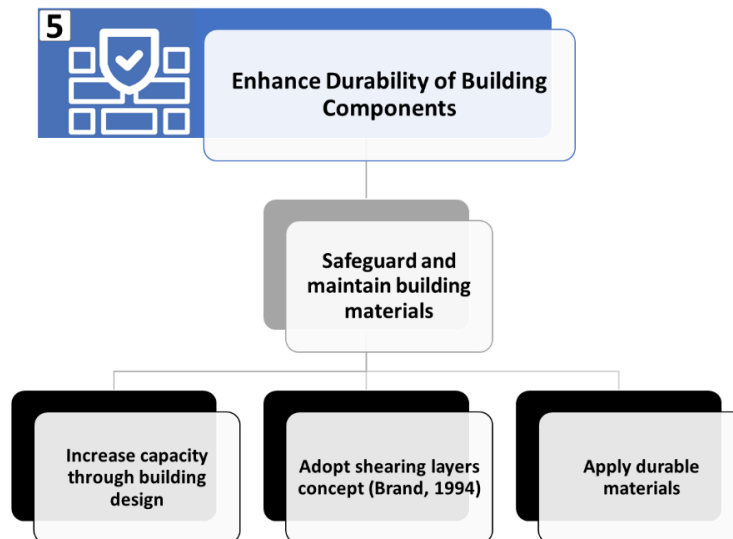 5
Enhance Durability of Building
Components
Safeguard and
maintain building
materials
Increase capacity
through building
design
Adopt shearing layers
concept (Brand, 1994)
Apply durable
materials